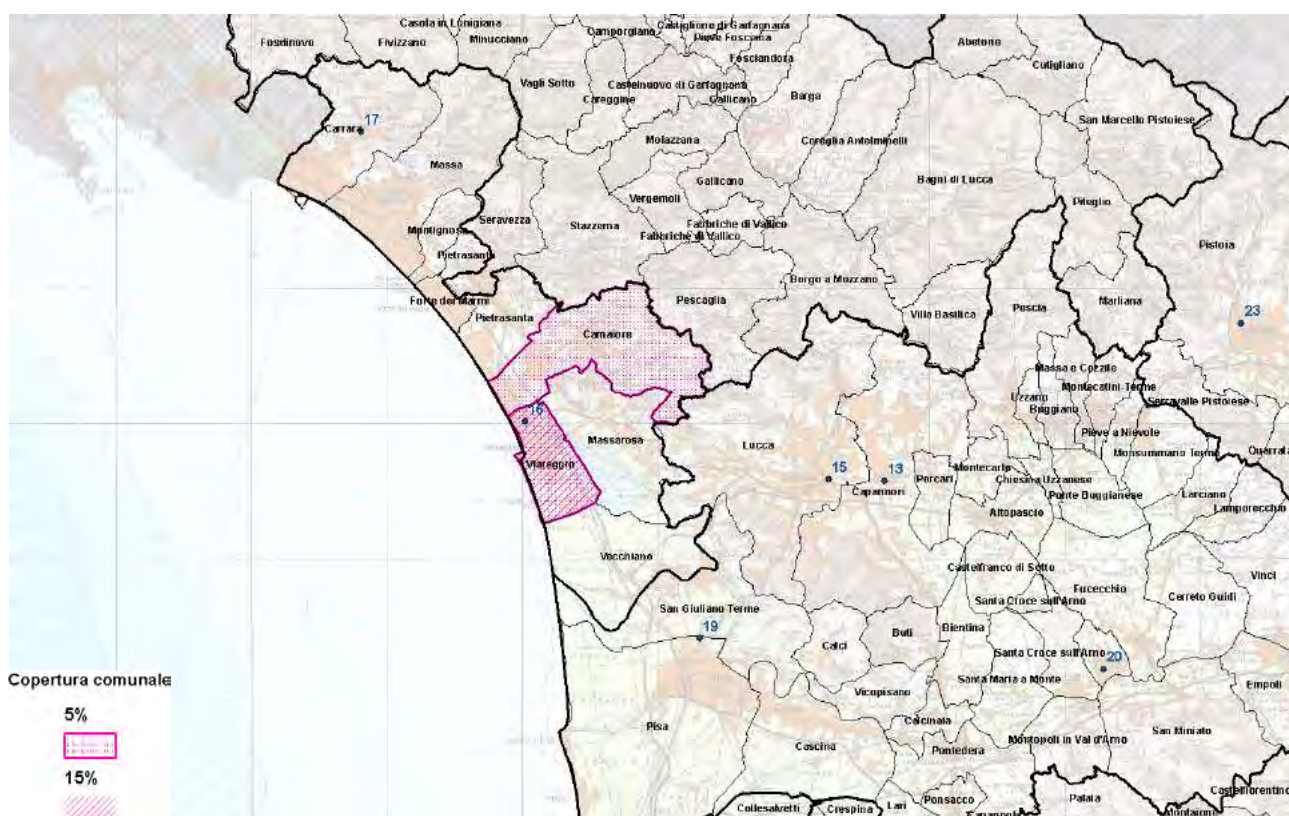 Casola in Lunigiana
Castiglione di Garfagnana
Camporgiano
Pieve Fosciana
Fosdinovo
Fivizzano
Minucciano
Abetone
Fosciandora
Cutigliano
Vagli Sotto
Castelnuovo di Garfagnana
Careggine
Gallicano
Barga
San Marcello Pistoiese
17
Carrara
Molazzana
Coreglia Antelminelli
Massa
Gallicano
Bagni di Lucca
Vergemoli
Piteglio
Seravezza
Stazzema
Fabbriche di Vallico
Fabbriche di Vallico
Montignoso
Pistoia
Pietrasanta
Borgo a Mozzano
Forte dei Marmi
Pescaglia
Marliana
Pietrasanta
Villa Basilica
Pescia
23
Camaiore
Massa e Cozzile
Montecatini-Terme
Uzzano
Buggiano
Serravalle Pistoiese
16
Massarosa
Lucca
Pieve a Nievole
Monsummano Terme
Quarrata
Viareggio
15
13
Montecarlo
Capannori
Porcari
Chiesina Uzzanese
Larciano
Ponte Buggianese
Lamporecchio
Altopascio
Vecchiano
Castelfranco di Sotto
Vinci
Fucecchio
Cerreto Guidi
San Giuliano Terme
Santa Croce sull'Arno
19
Calci
Buti
Bientina
Santa Croce sull'Arno
20
Copertura comunale
Santa Maria a Monte
Empoli
Vicopisano
5%
Calcinaia
Pisa
San Miniato
Montopoli in Val d'Arno
Cascina
Pontedera
15%
Castelfiorentino
Collesalvetti
Crespina
Lari
Ponsacco
Palaia
Montaione